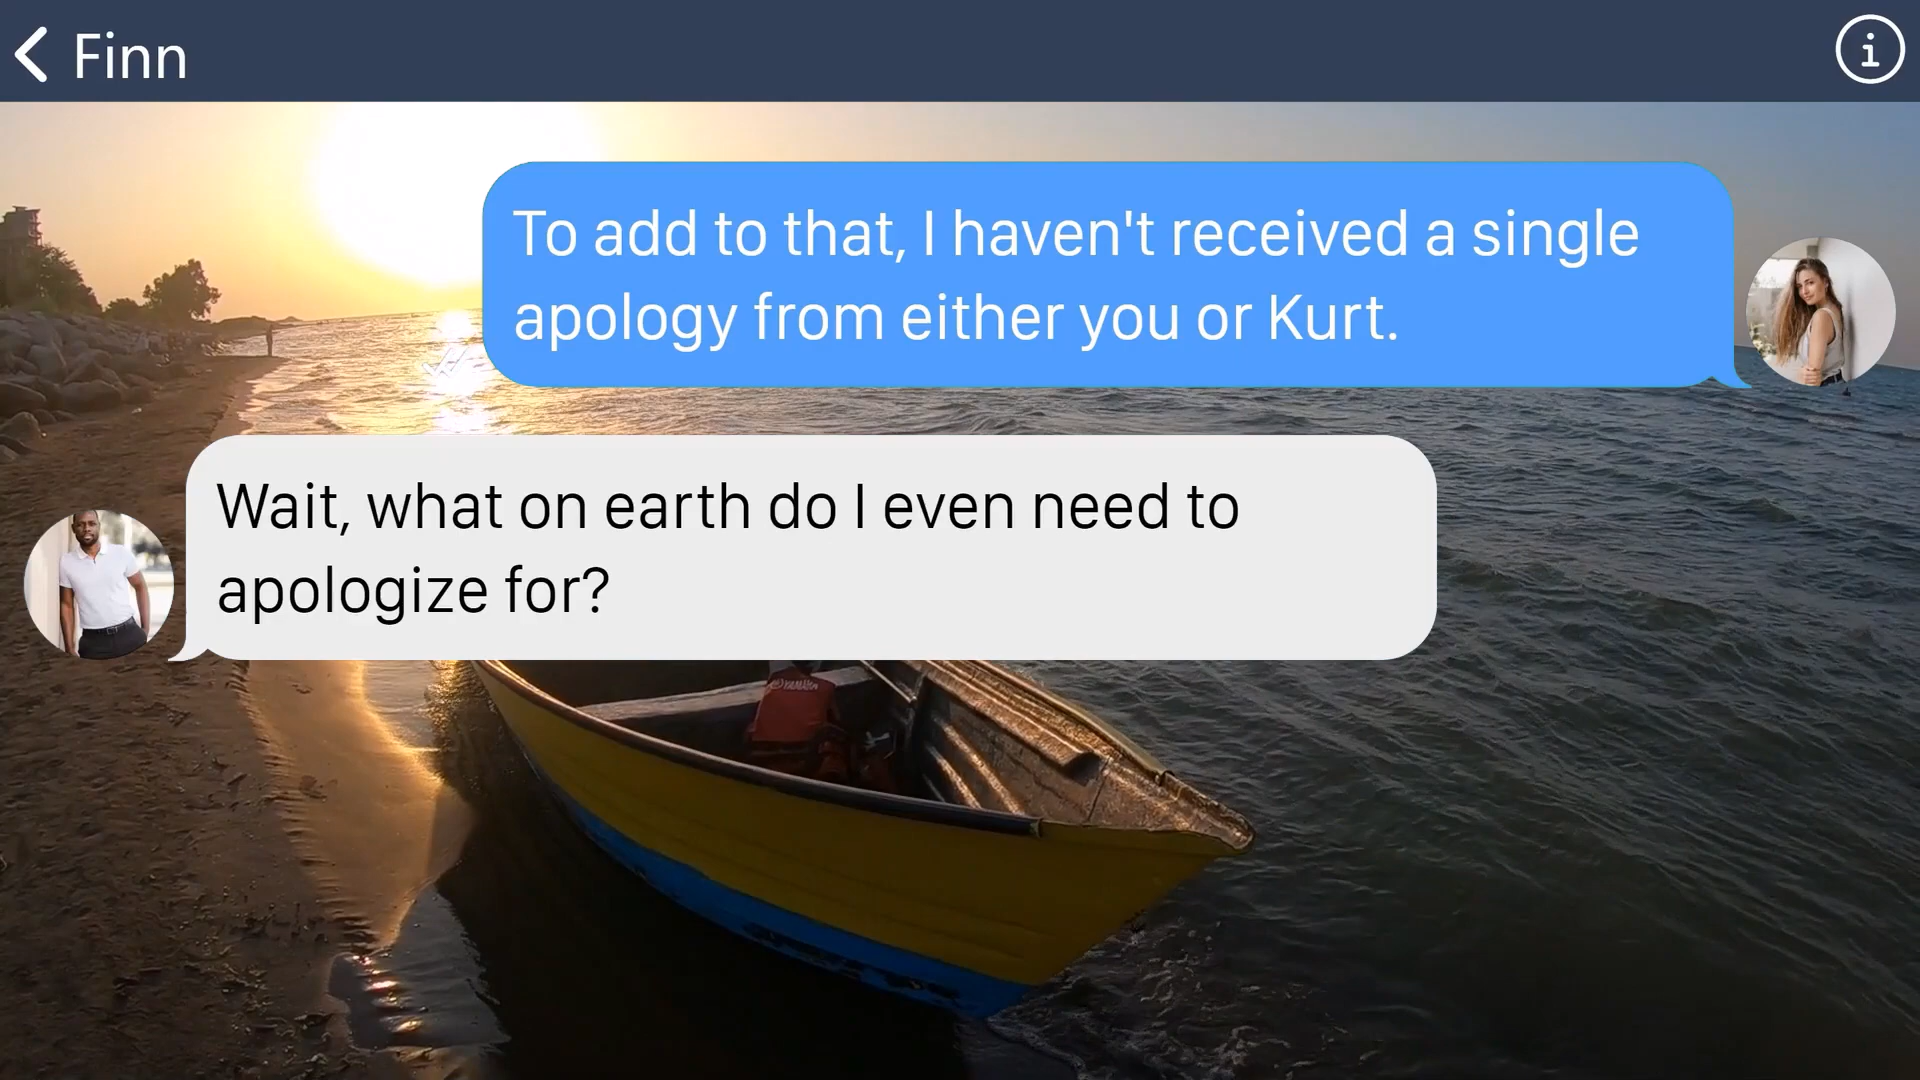 Finn
To add to that, I haven't received a single
apology from either you or Kurt.
Wait, what on earth do I even need to
apologize for?
YAMAHA